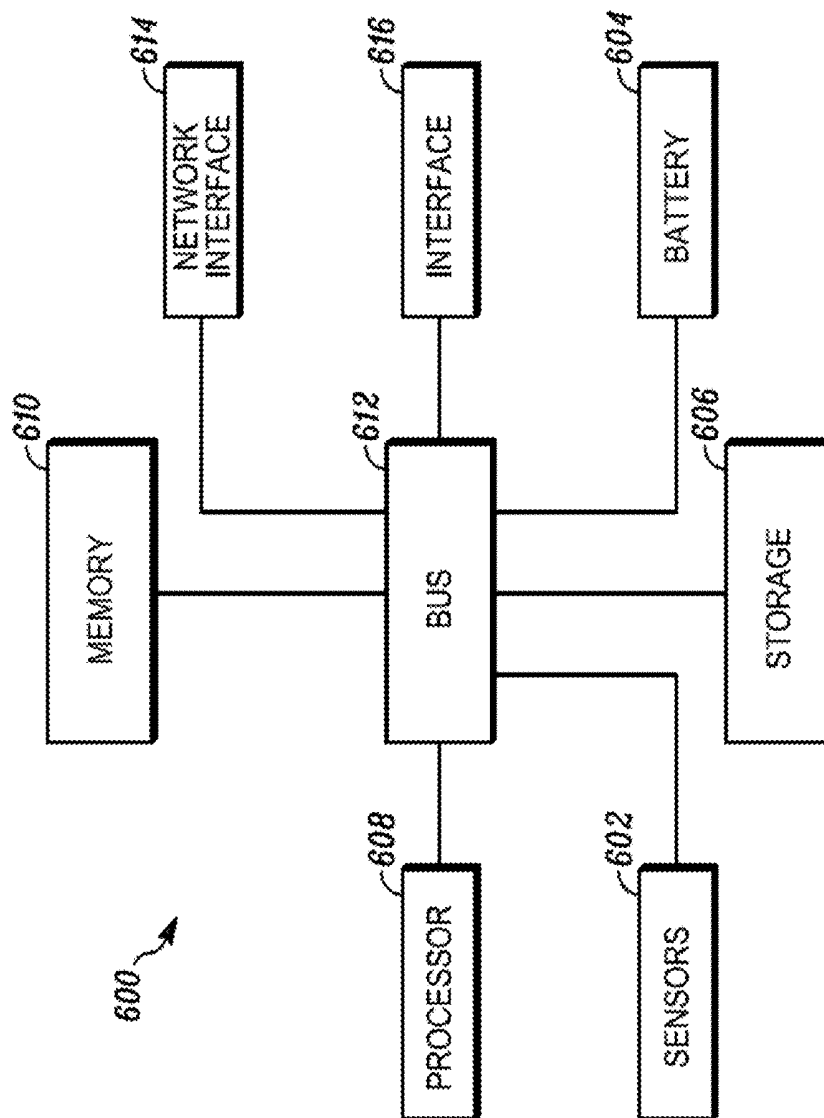 600
610
MEMORY
614
NETWORK
INTERFACE
608
PROCESSOR
612
BUS
616
INTERFACE
602
SENSORS
606
STORAGE
604
BATTERY